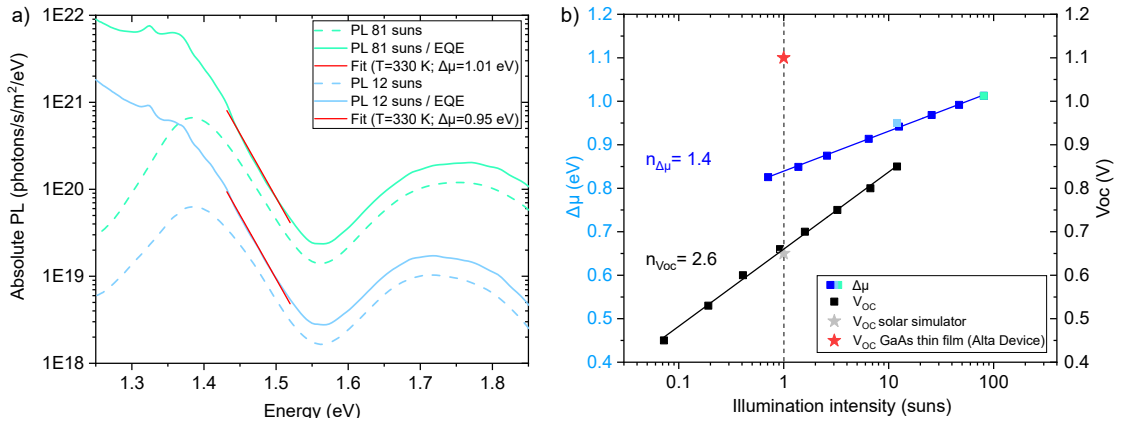 a)
Absolute PL (photons/s/m²/eV)
1E22
1E21
1E20
1E19
1E18
PL 81 suns
PL 81 suns / EQE
Fit (T=330 K; Δμ=1.01 eV)
PL 12 suns
PL 12 suns / EQE
Fit (T=330 K; Δμ=0.95 eV)
1.3 1.4 1.5 1.6 1.7 1.8
Energy (eV)
b)
Δμ (eV)
1.2
1.1
1.0
0.9
0.8
0.7
0.6
0.5
0.4
nΔμ= 1.4
nVoc= 2.6
Δμ
VOC
VOC solar simulator
VOC GaAs thin film (Alta Device)
0.1 1 10 100
Illumination intensity (suns)
1.2
1.1
1.0
0.9
0.8
0.7
0.6
0.5
0.4
Voc (V)